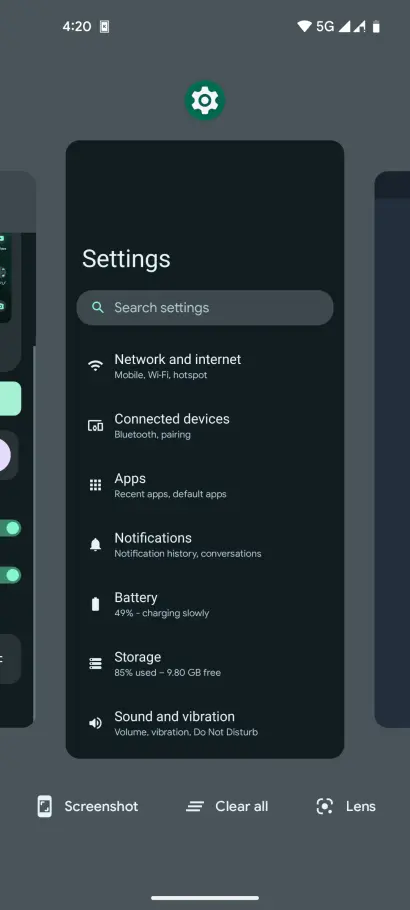 4:20
5G
Settings
Search settings
Network and internet
Mobile, Wi-Fi, hotspot
Connected devices
Bluetooth, pairing
Apps
Recent apps, default apps
Notifications
Notification history, conversations
Battery
49% - charging slowly
Storage
85% used – 9.80 GB free
Sound and vibration
Volume, vibration, Do Not Disturb
Screenshot
Clear all
Lens